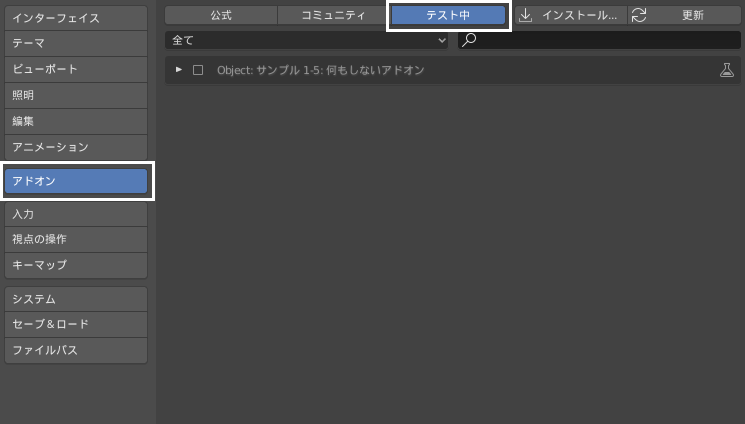 インターフェイス
テーマ
ビューポート
照明
編集
アニメーション
アドオン
入力
視点の操作
キーマップ
システム
セーブ＆ロード
ファイルパス
公式
コミュニティ
テスト中
インストール...
更新
全て
Object: サンプル 1-5: 何もしないアドオン